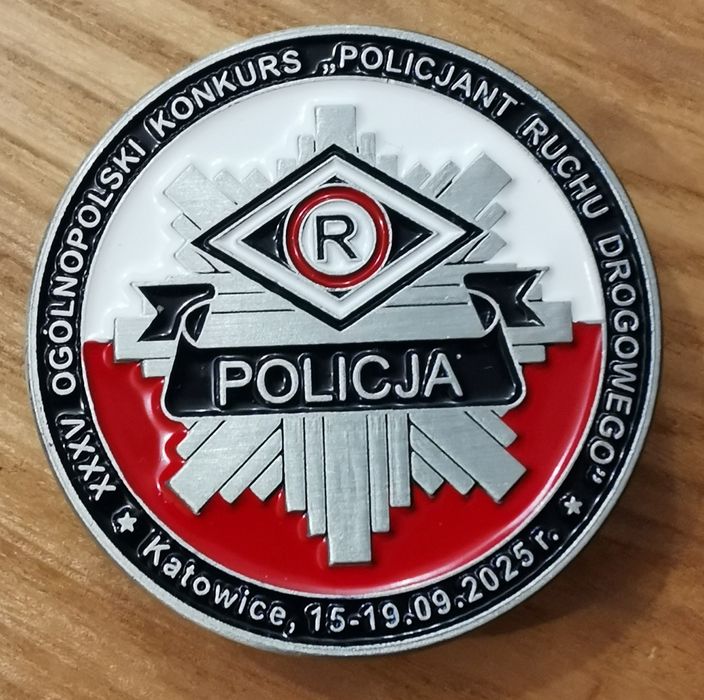 XXXV OGÓLNOPOLSKI KONKURS „POLICJANT RUCHU DROGOWEGO”
R
POLICJA
* Katowice, 15-19.09.2025 r. *